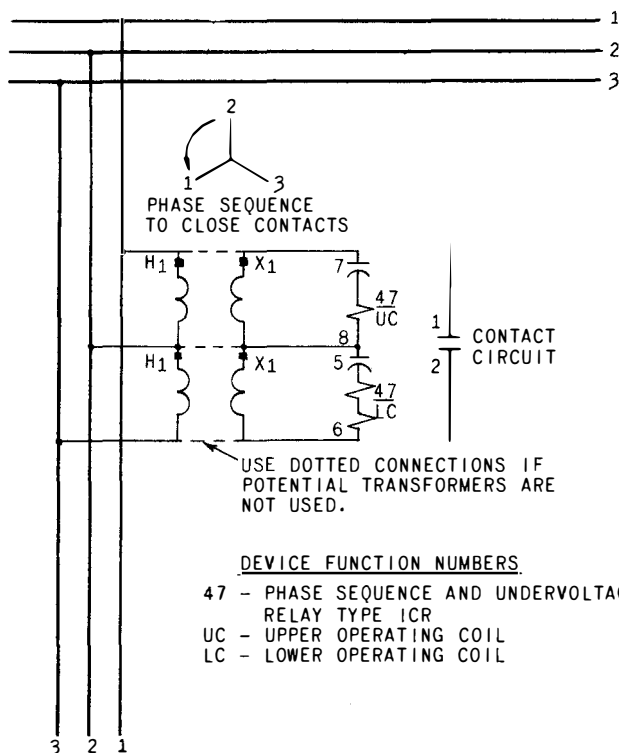 1
2
3
2
1
3
PHASE SEQUENCE
TO CLOSE CONTACTS
H1
X1
7
47
UC
8
H1
X1
5
47
LC
6
1
2
CONTACT
CIRCUIT
USE DOTTED CONNECTIONS IF
POTENTIAL TRANSFORMERS ARE
NOT USED.
DEVICE FUNCTION NUMBERS
47 - PHASE SEQUENCE AND UNDERVOLTAG
RELAY TYPE ICR
UC - UPPER OPERATING COIL
LC - LOWER OPERATING COIL
3 2 1